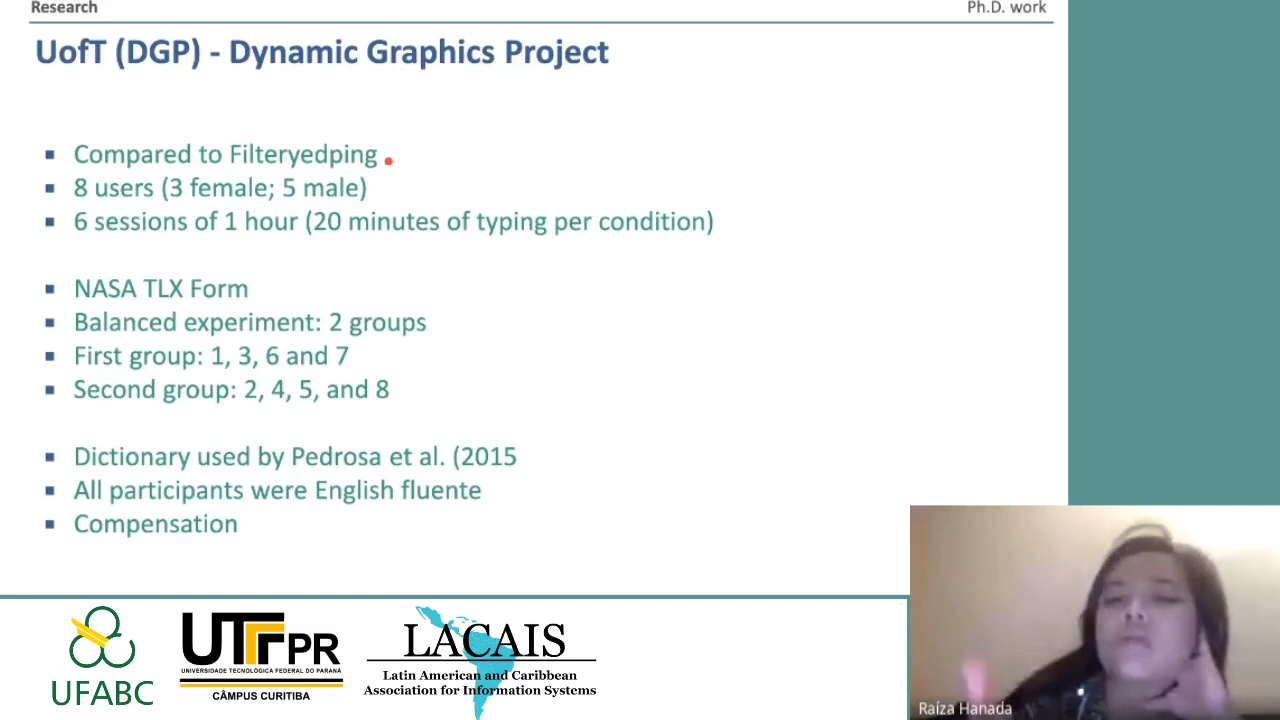 Research
Ph.D. work
UofT (DGP) - Dynamic Graphics Project
Compared to Filteryedping
8 users (3 female; 5 male)
6 sessions of 1 hour (20 minutes of typing per condition)
NASA TLX Form
Balanced experiment: 2 groups
First group: 1, 3, 6 and 7
Second group: 2, 4, 5, and 8
Dictionary used by Pedrosa et al. (2015
All participants were English fluente
Compensation
UFABC
UTFPR
UNIVERSIDADE TECNOLÓGICA FEDERAL DO PARANÁ
CÂMPUS CURITIBA
LACAIS
Latin American and Caribbean
Association for Information Systems
Raíza Hanada